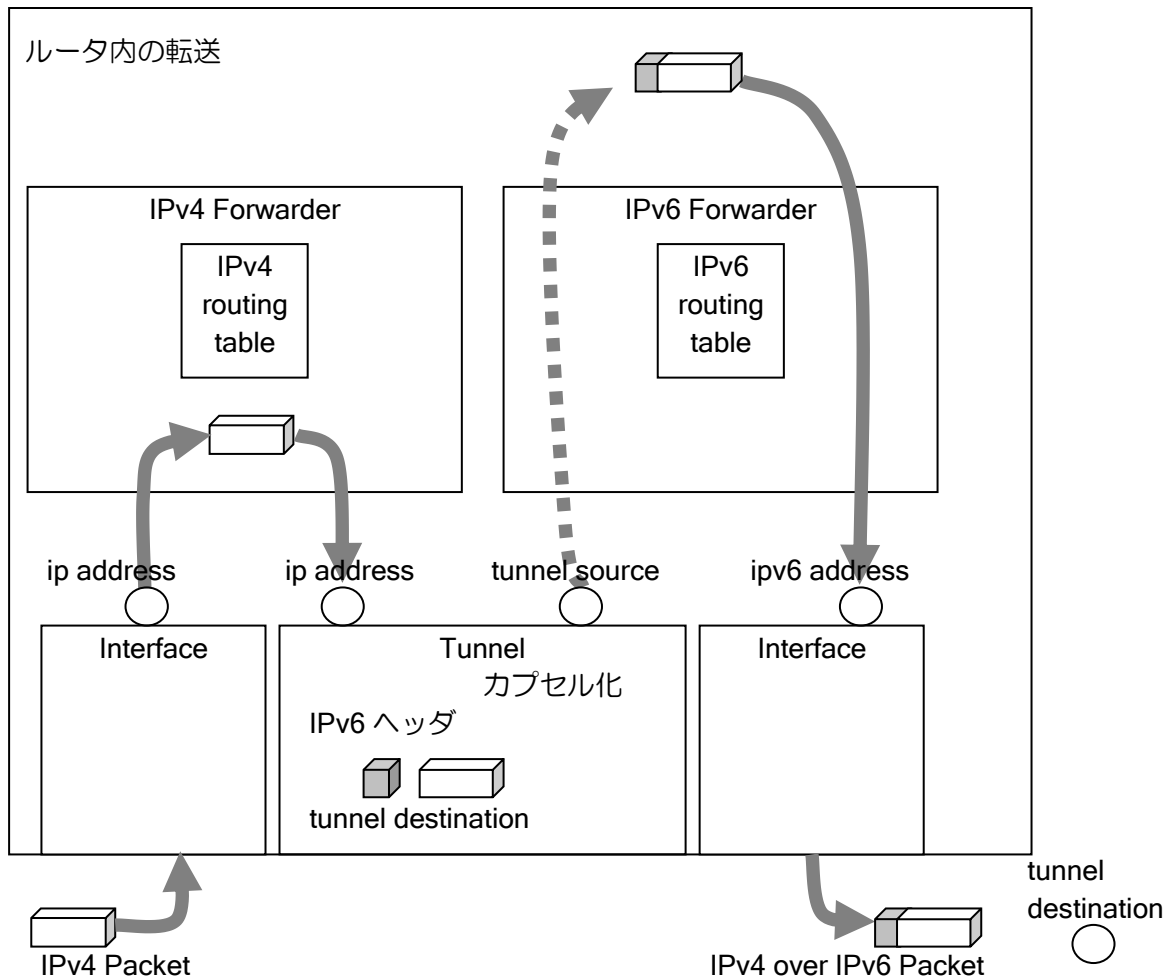 ルータ内の転送
IPv4 Forwarder
IPv4
routing
table
IPv6 Forwarder
IPv6
routing
table
ip address
ip address
tunnel source
ipv6 address
Interface
Tunnel
カプセル化
IPv6 ヘッダ
tunnel destination
Interface
IPv4 Packet
IPv4 over IPv6 Packet
tunnel
destination